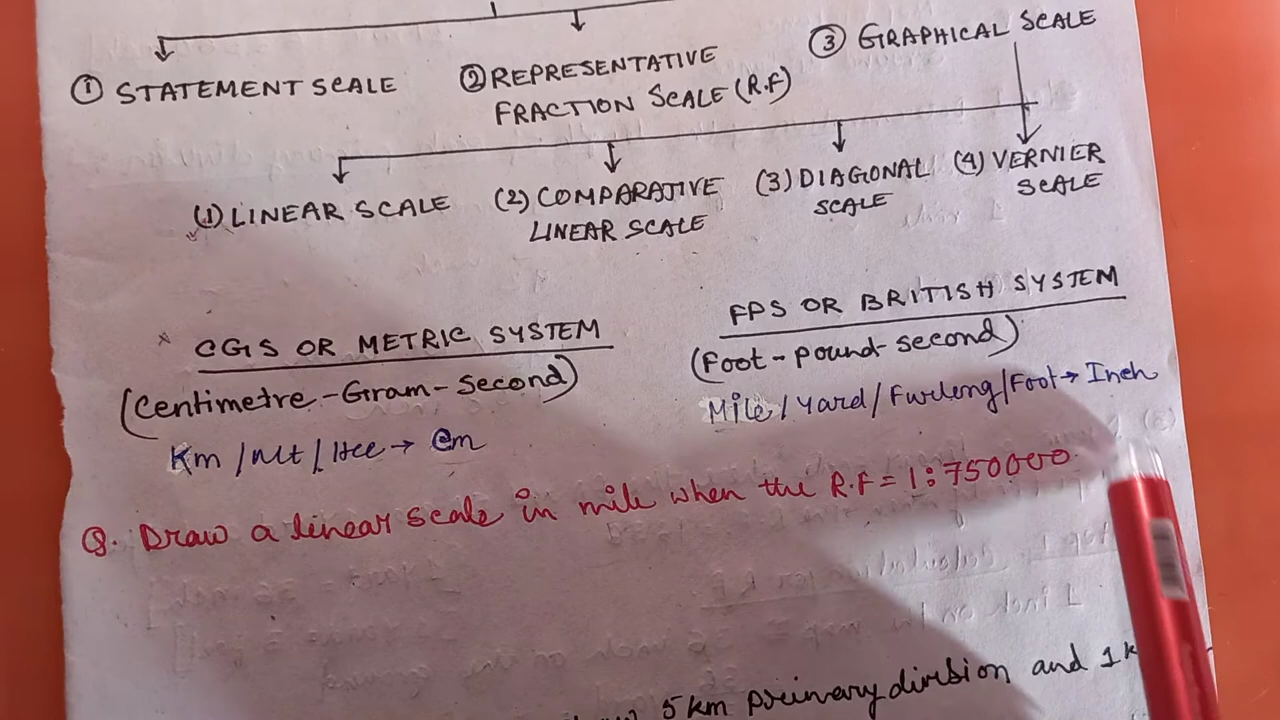 ① STATEMENT SCALE
② REPRESENTATIVE
FRACTION SCALE (R.F)
③ GRAPHICAL SCALE
(1) LINEAR SCALE
(2) COMPARATIVE
LINEAR SCALE
(3) DIAGONAL
SCALE
(4) VERNIER
SCALE
CGS OR METRIC SYSTEM
(Centimetre-Gram-Second)
Km / Mt / Hec → cm
FPS OR BRITISH SYSTEM
(Foot-pound-second)
Mile / Yard / Furlong / Foot → Inch
Q. Draw a linear scale in mile when the R.F = 1:750000.
5 km primary division and 1 k